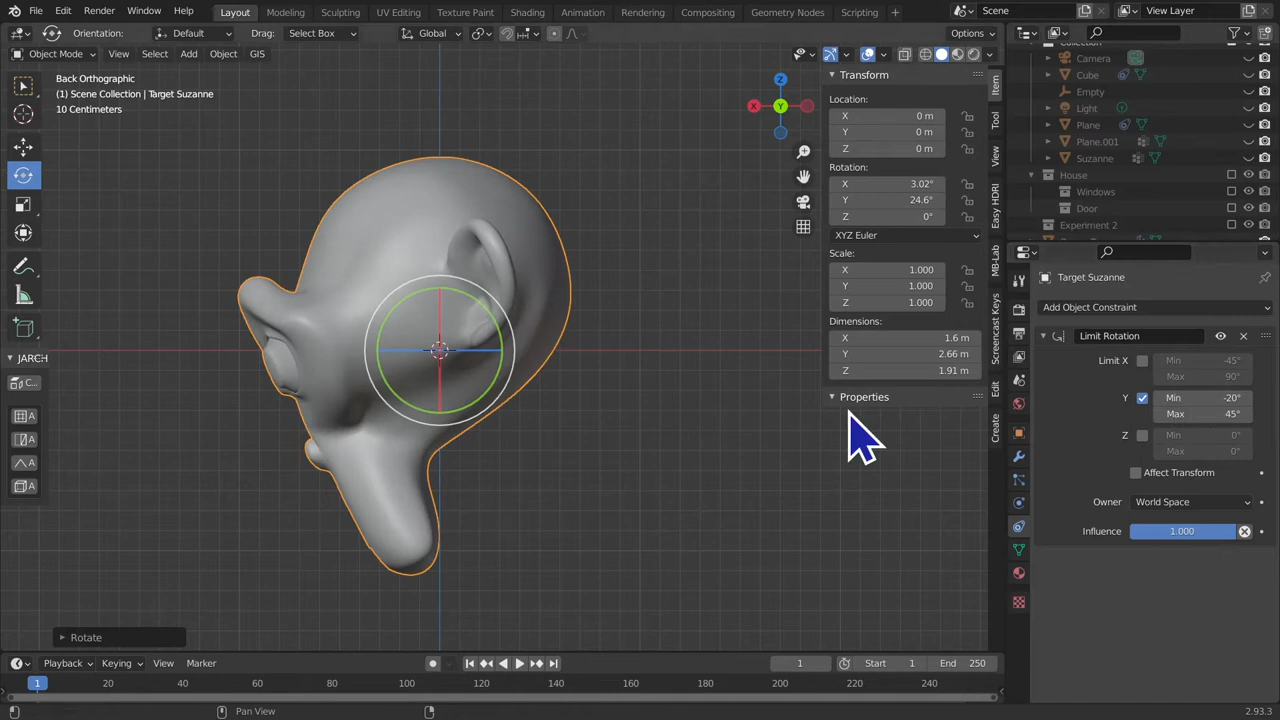 File Edit Render Window Help Layout Modeling Sculpting UV Editing Texture Paint Shading Animation Rendering Compositing Geometry Nodes Scripting + Scene View Layer
Orientation: Default Drag: Select Box Global Options
Object Mode View Select Add Object GIS
Back Orthographic
(1) Scene Collection | Target Suzanne
10 Centimeters
X Y Z
JARCH
C...
A
A
A
A
Rotate
Transform
Location:
X 0 m
Y 0 m
Z 0 m
Rotation:
X 3.02°
Y 24.6°
Z 0°
XYZ Euler
Scale:
X 1.000
Y 1.000
Z 1.000
Dimensions:
X 1.6 m
Y 2.66 m
Z 1.91 m
Properties
Item
Tool
View
Easy HDRI
MB-Lab
Screencast Keys
Edit
Create
Collection
Camera
Cube
Empty
Light
Plane
Plane.001
Suzanne
House
Windows
Door
Experiment 2
Target Suzanne
Add Object Constraint
Limit Rotation
Limit X Min -45°
Max 90°
Y Min -20°
Max 45°
Z Min 0°
Max 0°
Affect Transform
Owner World Space
Influence 1.000
Playback Keying View Marker 1 Start 1 End 250
1 20 40 60 80 100 120 140 160 180 200 220 240
Pan View 2.93.3